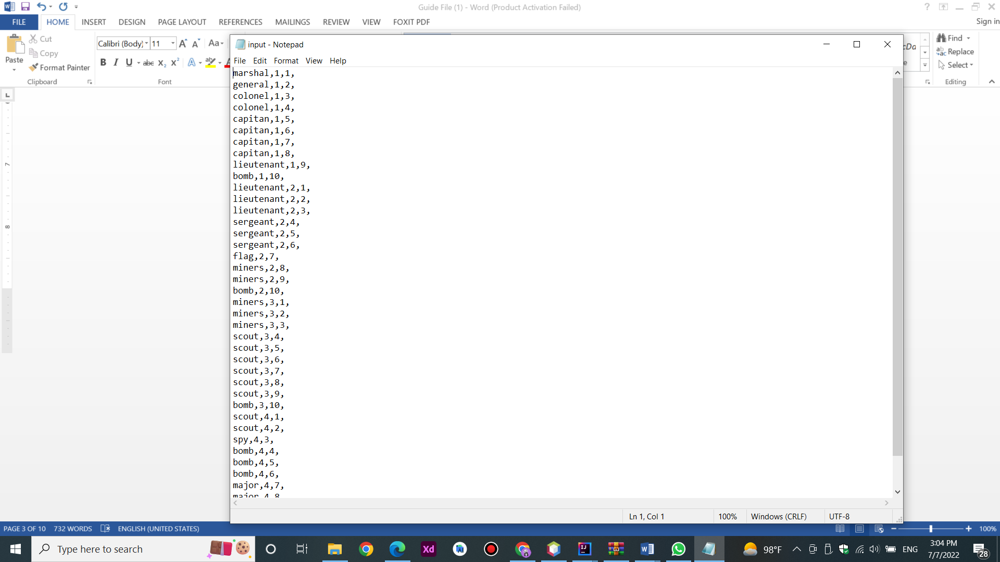 Guide File (1) - Word (Product Activation Failed)
FILE HOME INSERT DESIGN PAGE LAYOUT REFERENCES MAILINGS REVIEW VIEW FOXIT PDF
Sign in
Paste
Cut
Copy
Format Painter
Clipboard
Calibri (Body) 11
Font
Find
Replace
Select
Editing
input - Notepad
File Edit Format View Help
marshal,1,1,
general,1,2,
colonel,1,3,
colonel,1,4,
capitan,1,5,
capitan,1,6,
capitan,1,7,
capitan,1,8,
lieutenant,1,9,
bomb,1,10,
lieutenant,2,1,
lieutenant,2,2,
lieutenant,2,3,
sergeant,2,4,
sergeant,2,5,
sergeant,2,6,
flag,2,7,
miners,2,8,
miners,2,9,
bomb,2,10,
miners,3,1,
miners,3,2,
miners,3,3,
scout,3,4,
scout,3,5,
scout,3,6,
scout,3,7,
scout,3,8,
scout,3,9,
bomb,3,10,
scout,4,1,
scout,4,2,
spy,4,3,
bomb,4,4,
bomb,4,5,
bomb,4,6,
major,4,7,
major,4,8
Ln 1, Col 1 100% Windows (CRLF) UTF-8
7
8
PAGE 3 OF 10 732 WORDS ENGLISH (UNITED STATES) 100%
Type here to search
Xd
IJ
98°F
ENG
3:04 PM
7/7/2022
28